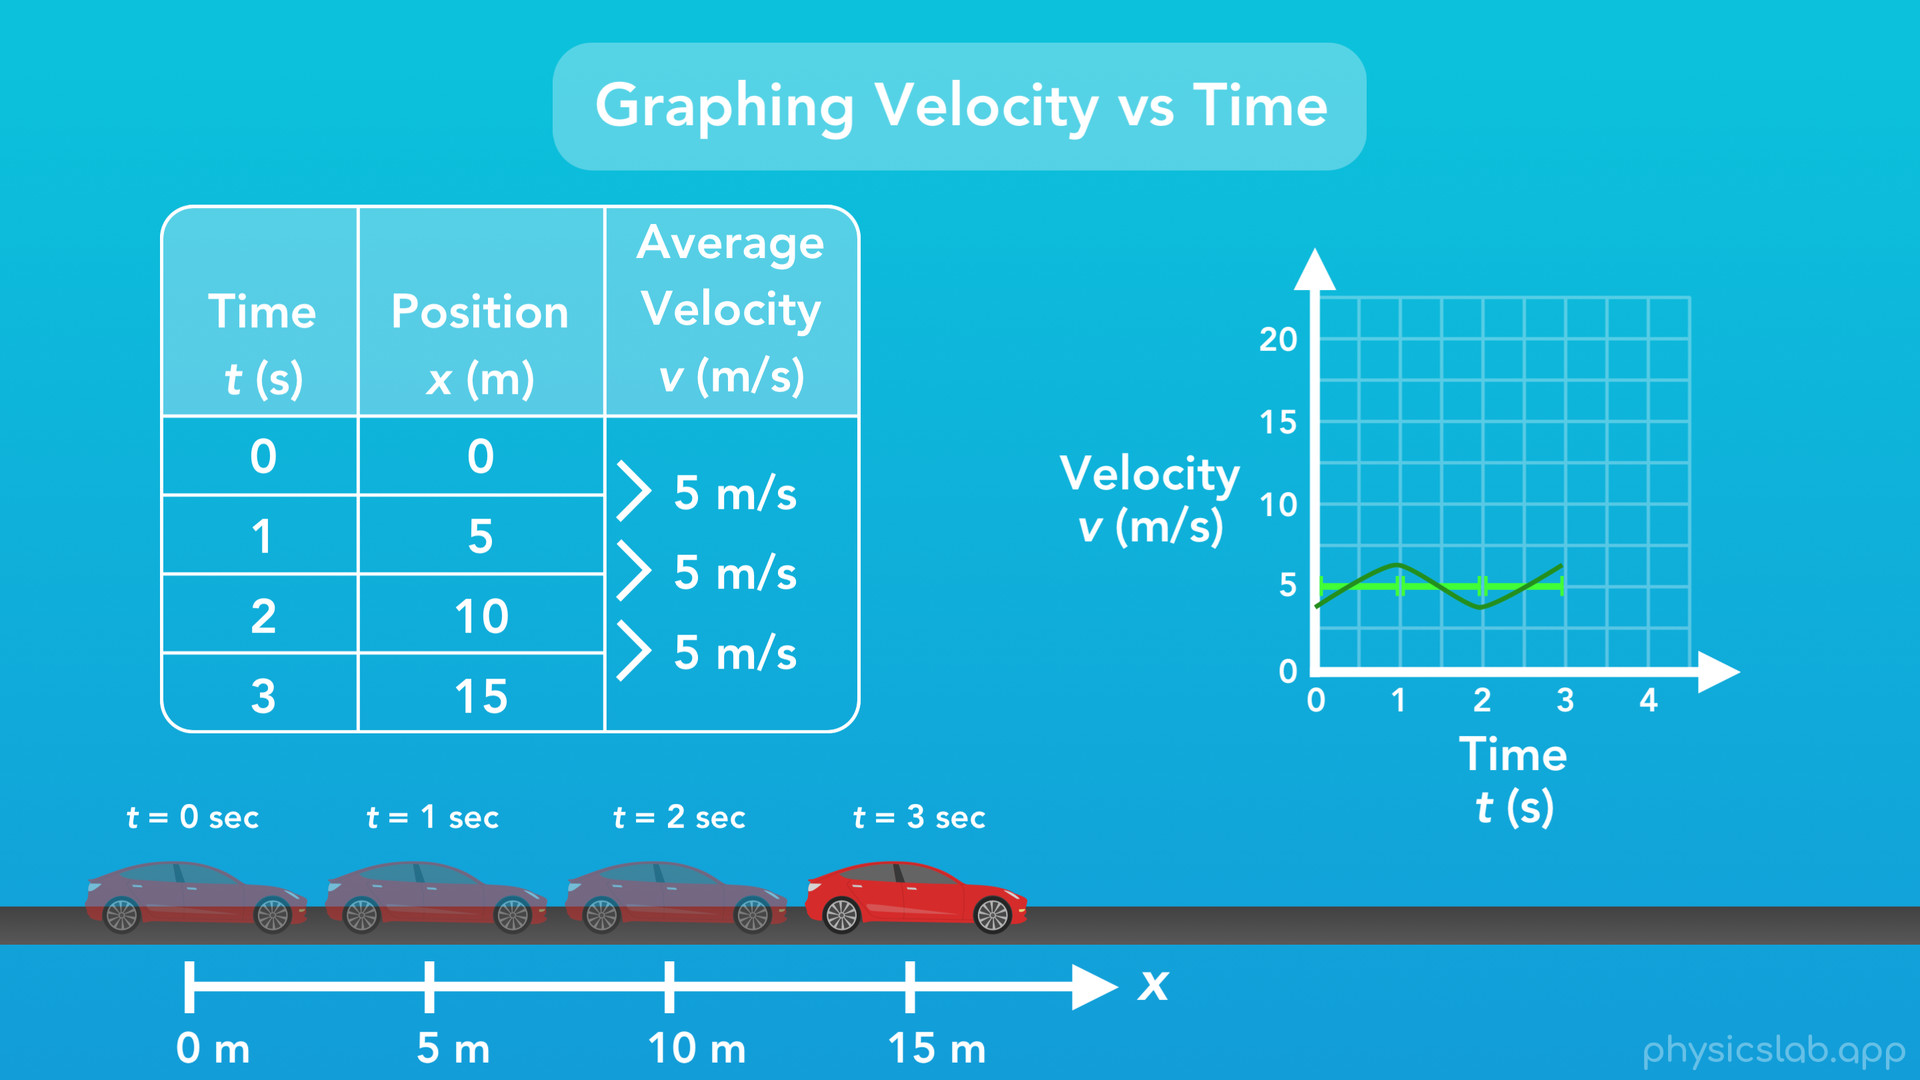 Graphing Velocity vs Time
Time
t (s)
Position
x (m)
Average
Velocity
v (m/s)
0
0
1
5
2
10
3
15
5 m/s
5 m/s
5 m/s
Velocity
v (m/s)
20
15
10
5
0
0 1 2 3 4
Time
t (s)
t = 0 sec
t = 1 sec
t = 2 sec
t = 3 sec
x
0 m
5 m
10 m
15 m
physicslab.app